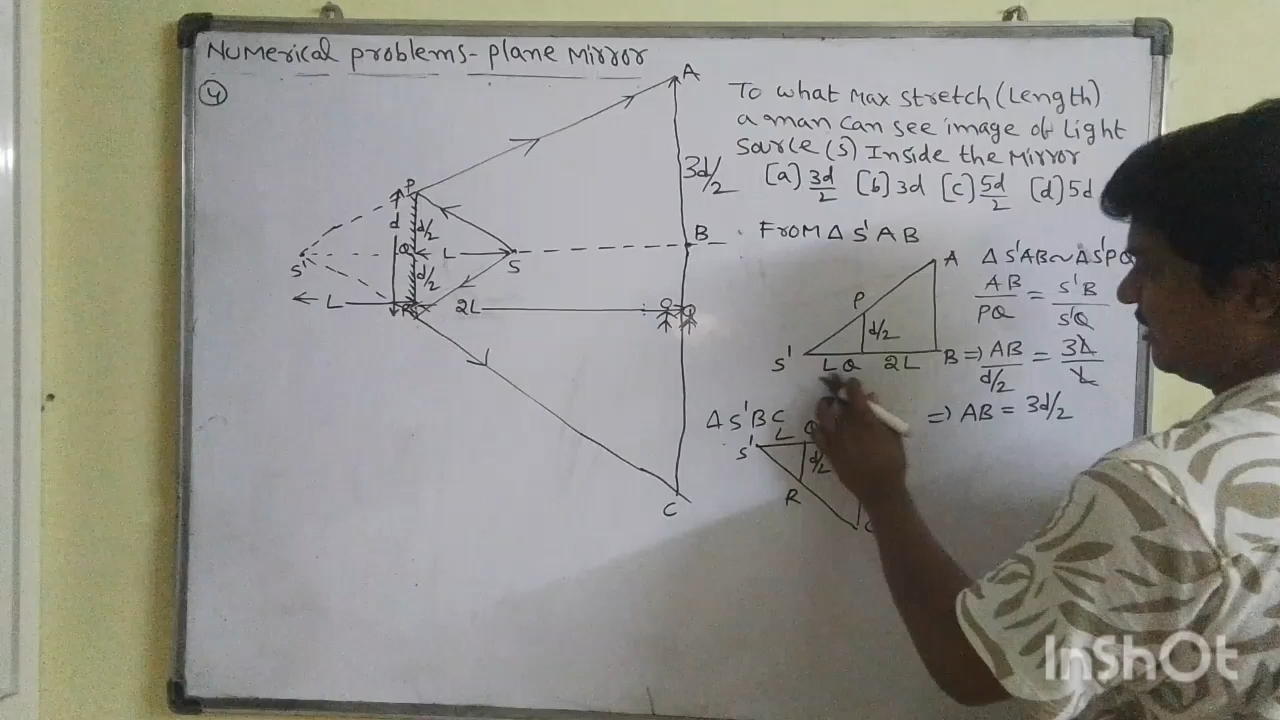 Numerical problems - plane Mirror
4
To what Max stretch (Length)
a man can see image of Light
Source (S) Inside the Mirror
[a] 3d/2 [b] 3d [c] 5d/2 [d] 5d
A
P
d
d/2
3d/2
B
Q
L
S
S'
d/2
L
R
2L
C
From Δ S'AB
A
P
d/2
S'
L Q 2L B
Δ S'AB ~ Δ S'PQ
AB/PQ = S'B/S'Q
=> AB/d/2 = 3L/L
=> AB = 3d/2
Δ S'BC
L
S'
d/2
R
InShOt